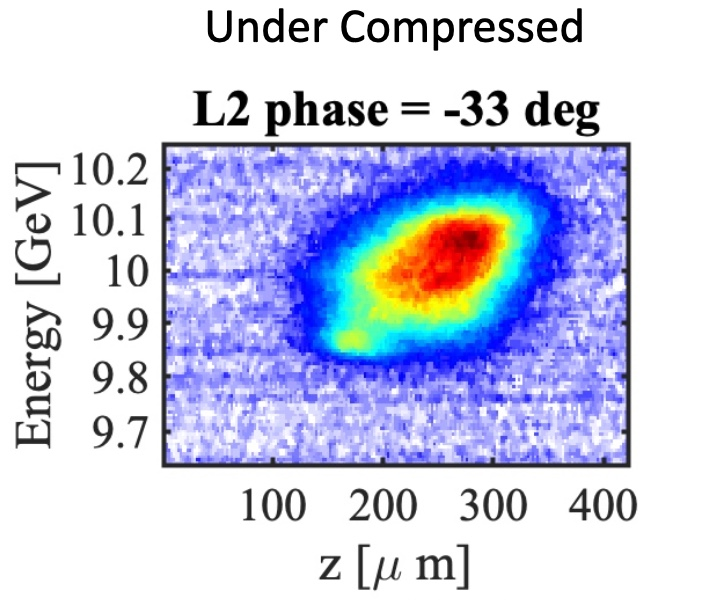 Under Compressed
L2 phase = -33 deg
Energy [GeV]
10.2
10.1
10
9.9
9.8
9.7
100 200 300 400
z [μ m]